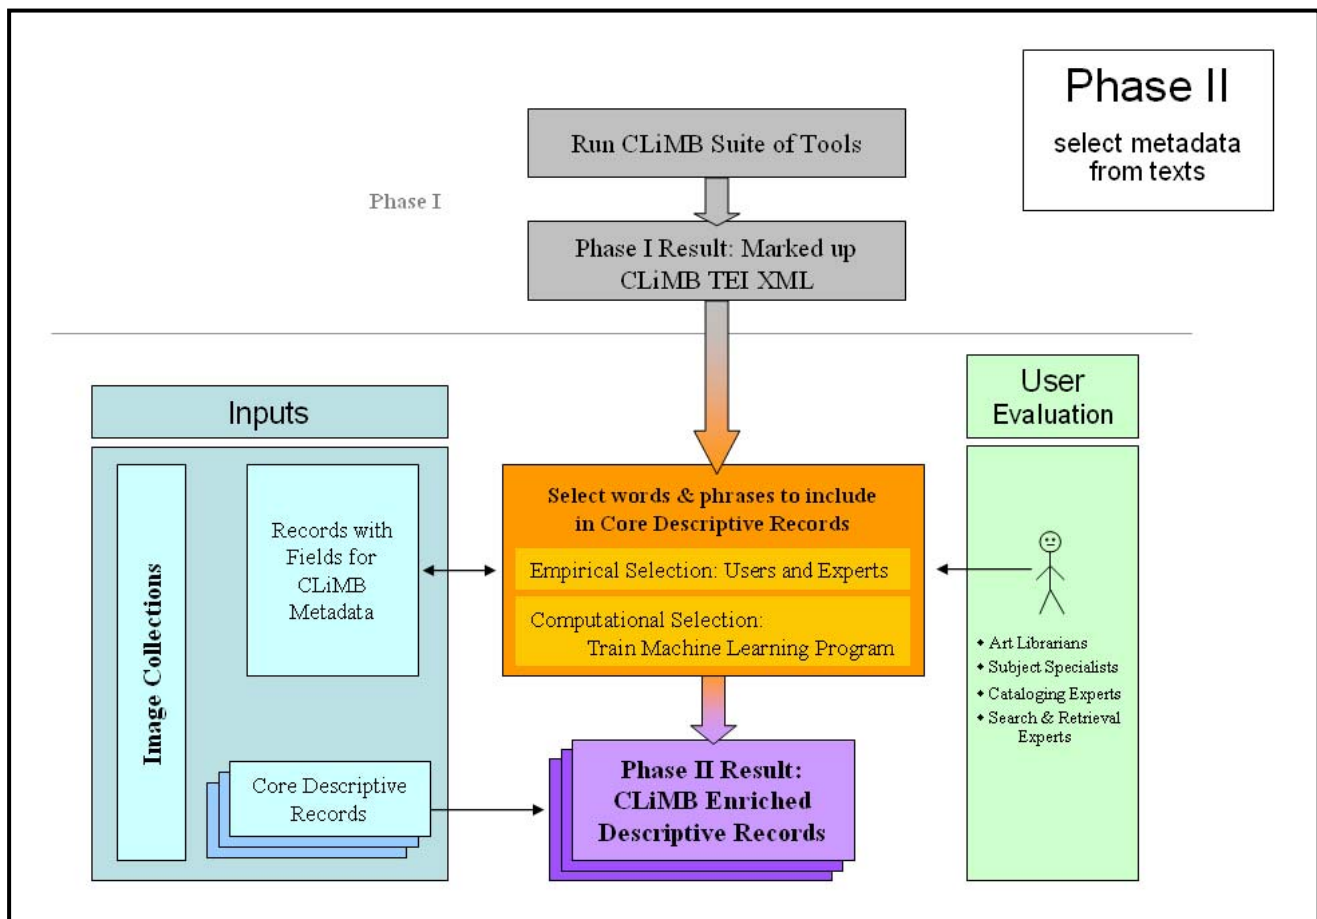 Phase II
select metadata
from texts
Run CLiMB Suite of Tools
Phase I
Phase I Result: Marked up
CLiMB TEI XML
Inputs
Image Collections
Records with
Fields for
CLiMB
Metadata
Core Descriptive
Records
Select words & phrases to include
in Core Descriptive Records
Empirical Selection: Users and Experts
Computational Selection:
Train Machine Learning Program
Phase II Result:
CLiMB Enriched
Descriptive Records
User
Evaluation
◆ Art Librarians
◆ Subject Specialists
◆ Cataloging Experts
◆ Search & Retrieval
Experts